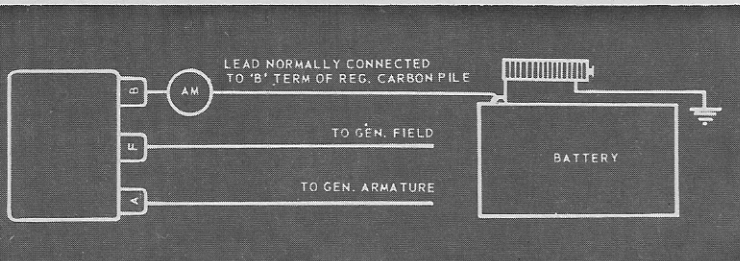 LEAD NORMALLY CONNECTED
TO 'B' TERM OF REG. CARBON PILE
B
AM
F
TO GEN. FIELD
BATTERY
A
TO GEN. ARMATURE